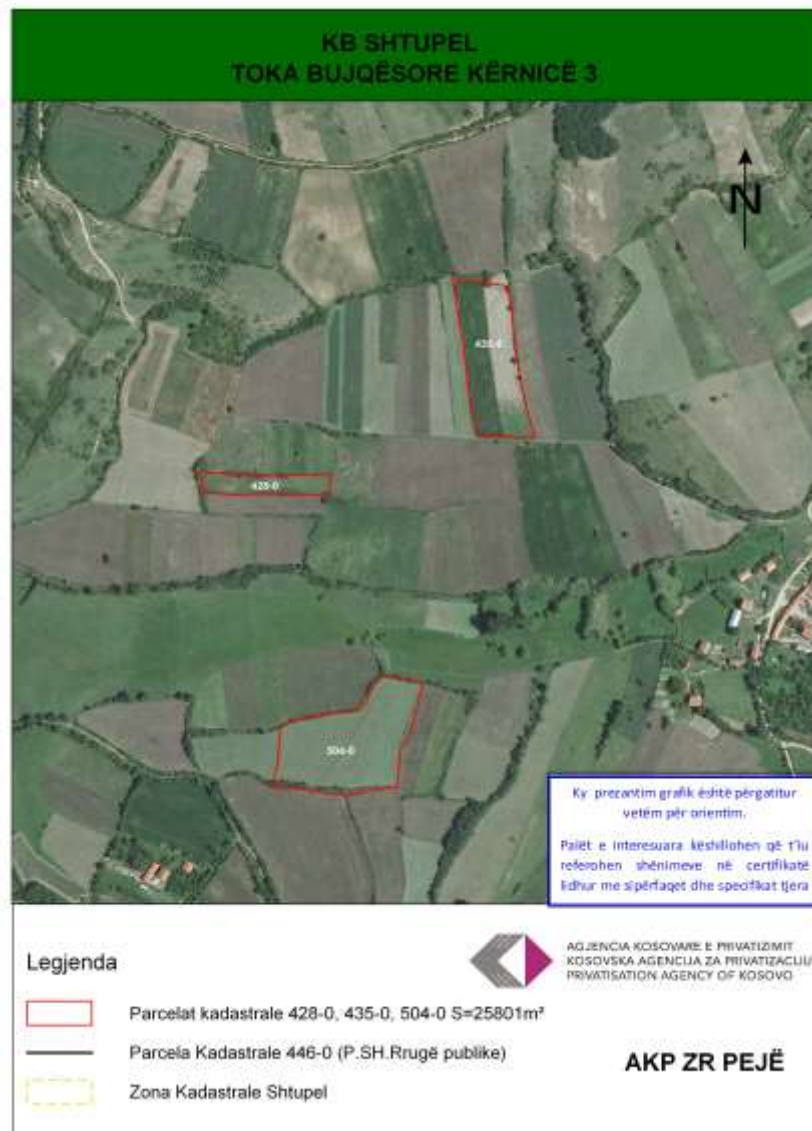 KB SHTUPEL
TOKA BUJQËSORE KËRNICË 3
N
435-0
428-0
504-0
Ky prezantim grafik është përgatitur
vetëm për orientim.
Palët e interesuara këshillohen që t'iu
referohen shënimeve në certifikatë
lidhur me sipërfaqet dhe specifikat tjera
Legjenda
AGJENCIA KOSOVARE E PRIVATIZIMIT
KOSOVSKA AGENCIJA ZA PRIVATIZACIJU
PRIVATISATION AGENCY OF KOSOVO
Parcelat kadastrale 428-0, 435-0, 504-0 S=25801m²
Parcela Kadastrale 446-0 (P.SH.Rrugë publike)
AKP ZR PEJË
Zona Kadastrale Shtupel